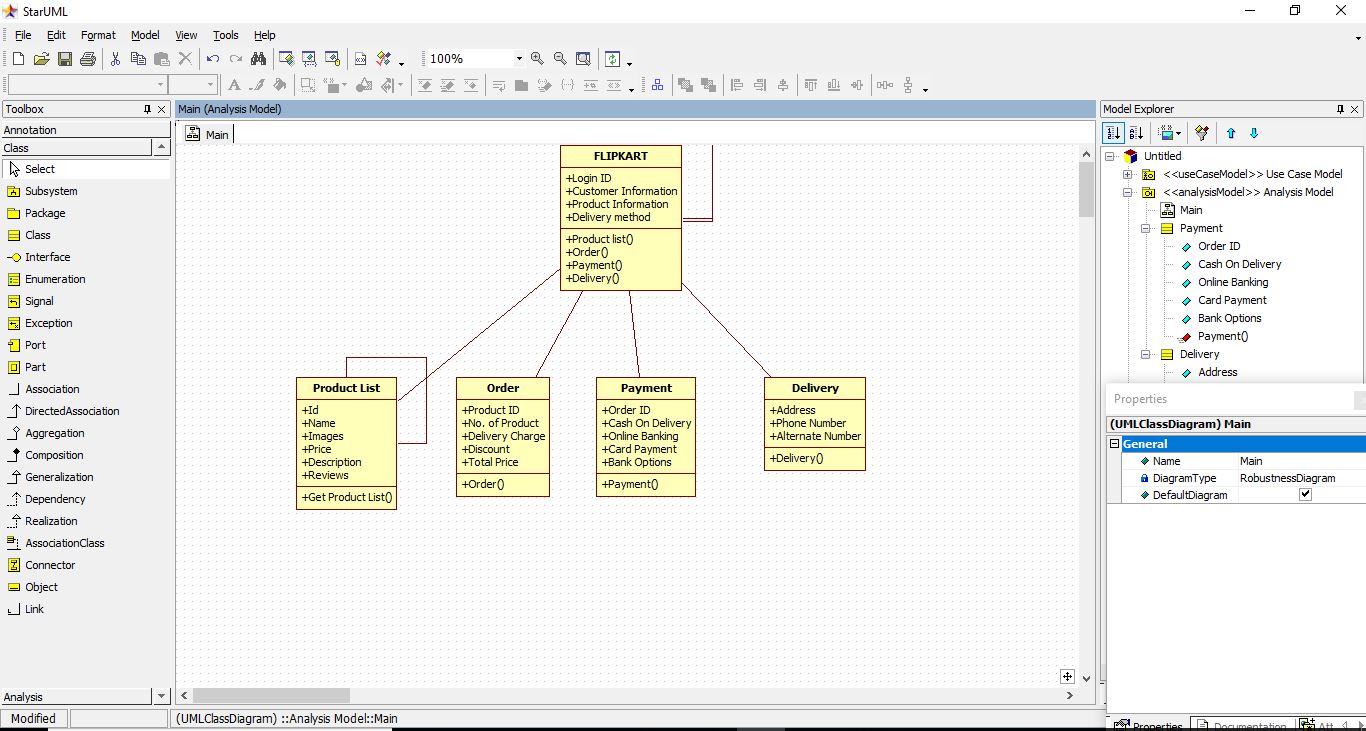 StarUML
File Edit Format Model View Tools Help
100%
Toolbox
Annotation
Class
Select
Subsystem
Package
Class
Interface
Enumeration
Signal
Exception
Port
Part
Association
DirectedAssociation
Aggregation
Composition
Generalization
Dependency
Realization
AssociationClass
Connector
Object
Link
Analysis
Main (Analysis Model)
Main
FLIPKART
+Login ID
+Customer Information
+Product Information
+Delivery method
+Product list()
+Order()
+Payment()
+Delivery()
Product List
+Id
+Name
+Images
+Price
+Description
+Reviews
+Get Product List()
Order
+Product ID
+No. of Product
+Delivery Charge
+Discount
+Total Price
+Order()
Payment
+Order ID
+Cash On Delivery
+Online Banking
+Card Payment
+Bank Options
+Payment()
Delivery
+Address
+Phone Number
+Alternate Number
+Delivery()
Model Explorer
Untitled
<<useCaseModel>> Use Case Model
<<analysisModel>> Analysis Model
Main
Payment
Order ID
Cash On Delivery
Online Banking
Card Payment
Bank Options
Payment()
Delivery
Address
Properties
(UMLClassDiagram) Main
General
Name Main
DiagramType RobustnessDiagram
DefaultDiagram
Properties Documentation Att
Modified
(UMLClassDiagram) ::Analysis Model::Main